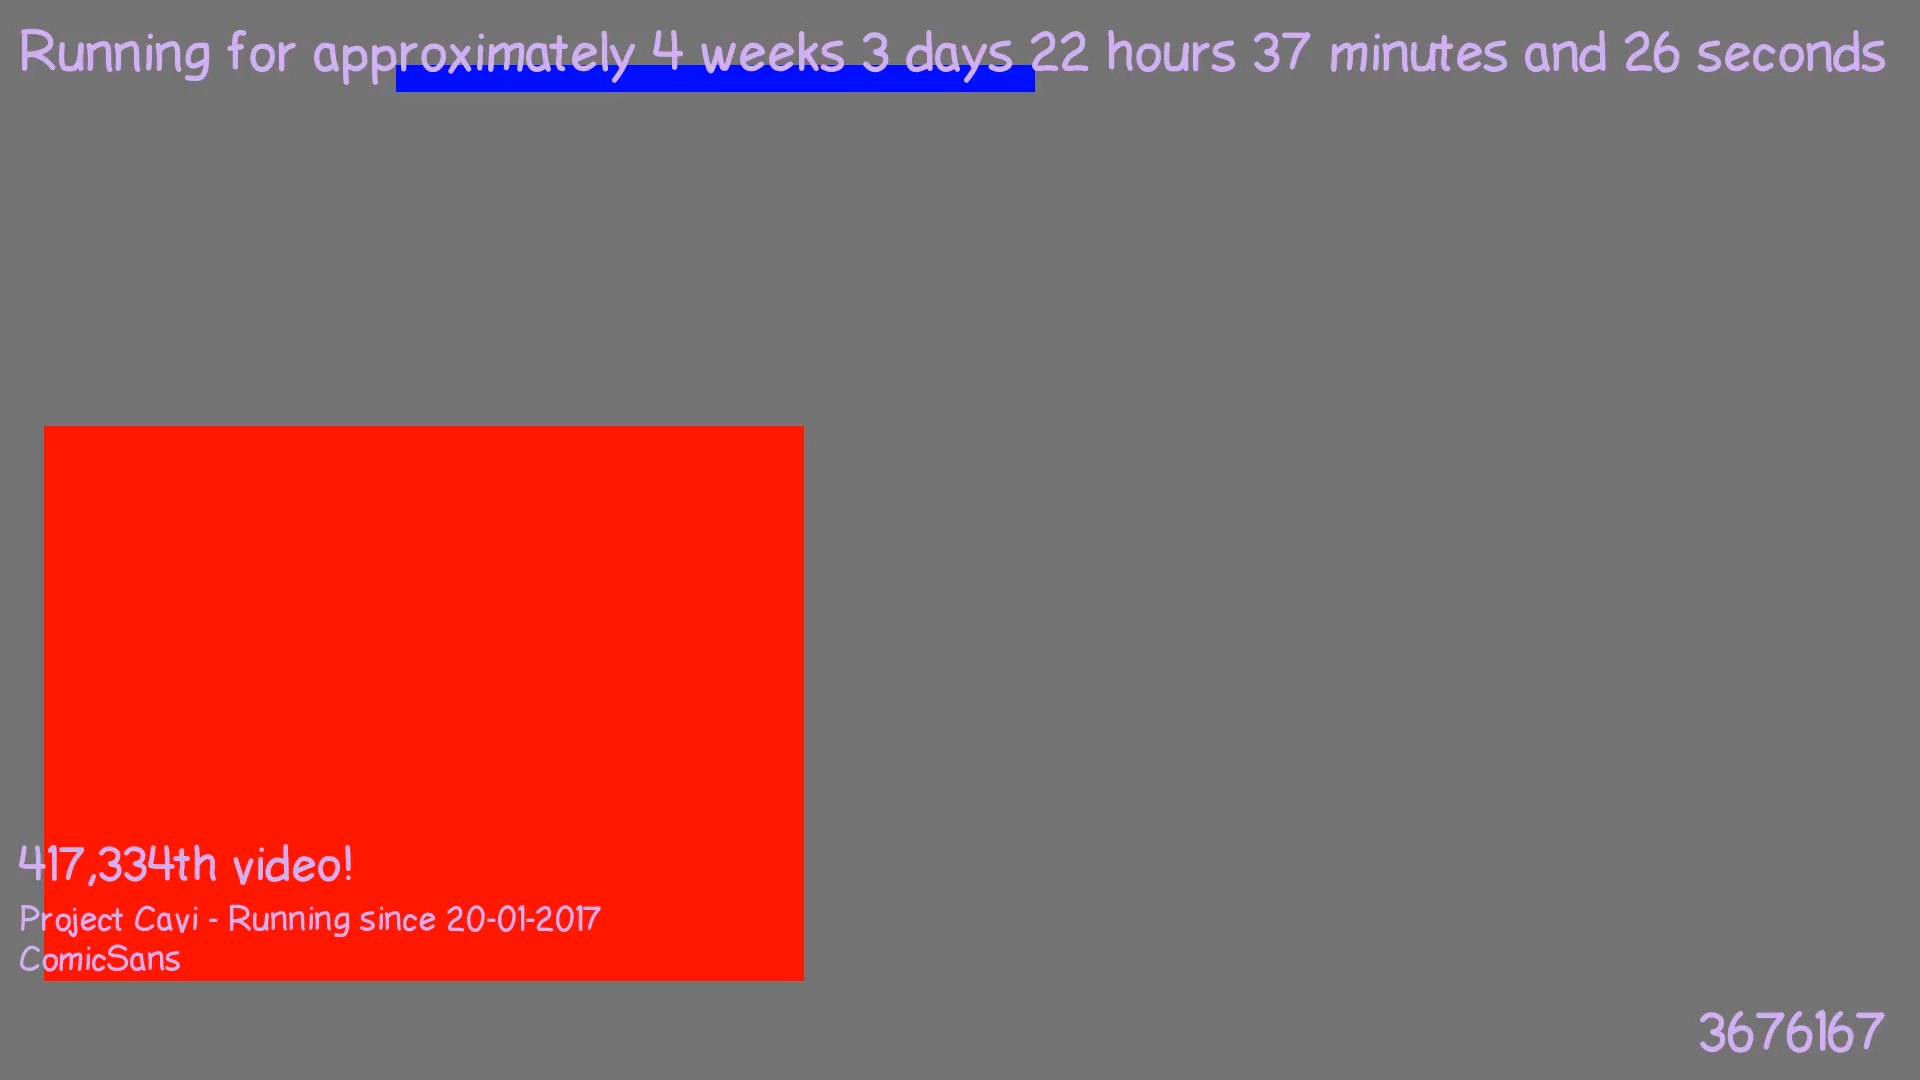 Running for approximately 4 weeks 3 days 22 hours 37 minutes and 26 seconds
417,334th video!
Project Cavi - Running since 20-01-2017
ComicSans
3676167